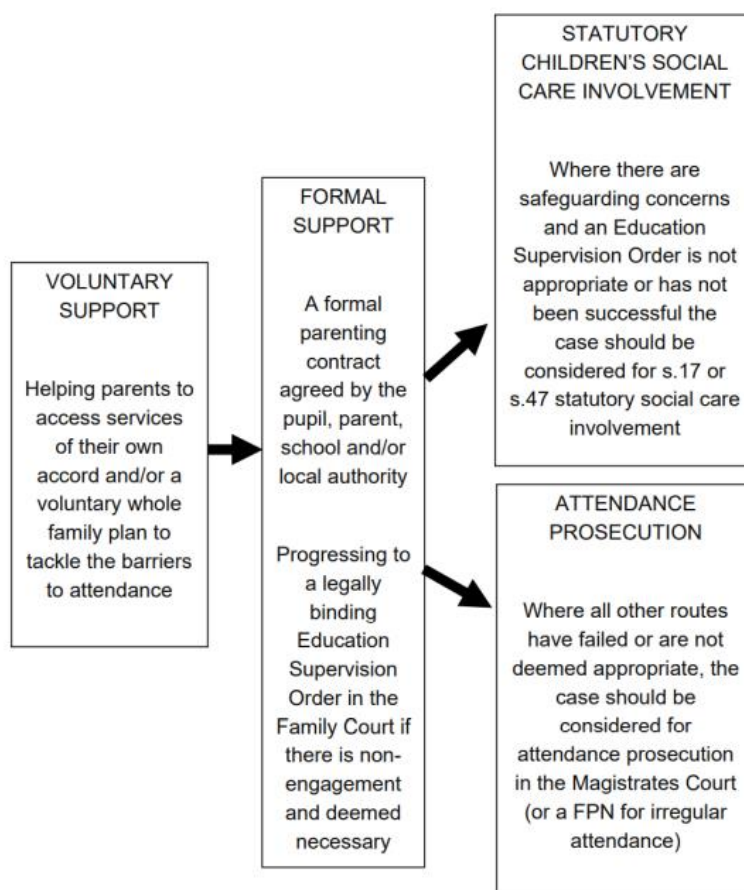 VOLUNTARY
SUPPORT
Helping parents to
access services
of their own
accord and/or a
voluntary whole
family plan to
tackle the barriers
to attendance
FORMAL
SUPPORT
A formal
parenting
contract
agreed by the
pupil, parent,
school and/or
local authority
Progressing to
a legally
binding
Education
Supervision
Order in the
Family Court if
there is non-
engagement
and deemed
necessary
STATUTORY
CHILDREN'S SOCIAL
CARE INVOLVEMENT
Where there are
safeguarding concerns
and an Education
Supervision Order is not
appropriate or has not
been successful the
case should be
considered for s.17 or
s.47 statutory social care
involvement
ATTENDANCE
PROSECUTION
Where all other routes
have failed or are not
deemed appropriate, the
case should be
considered for
attendance prosecution
in the Magistrates Court
(or a FPN for irregular
attendance)